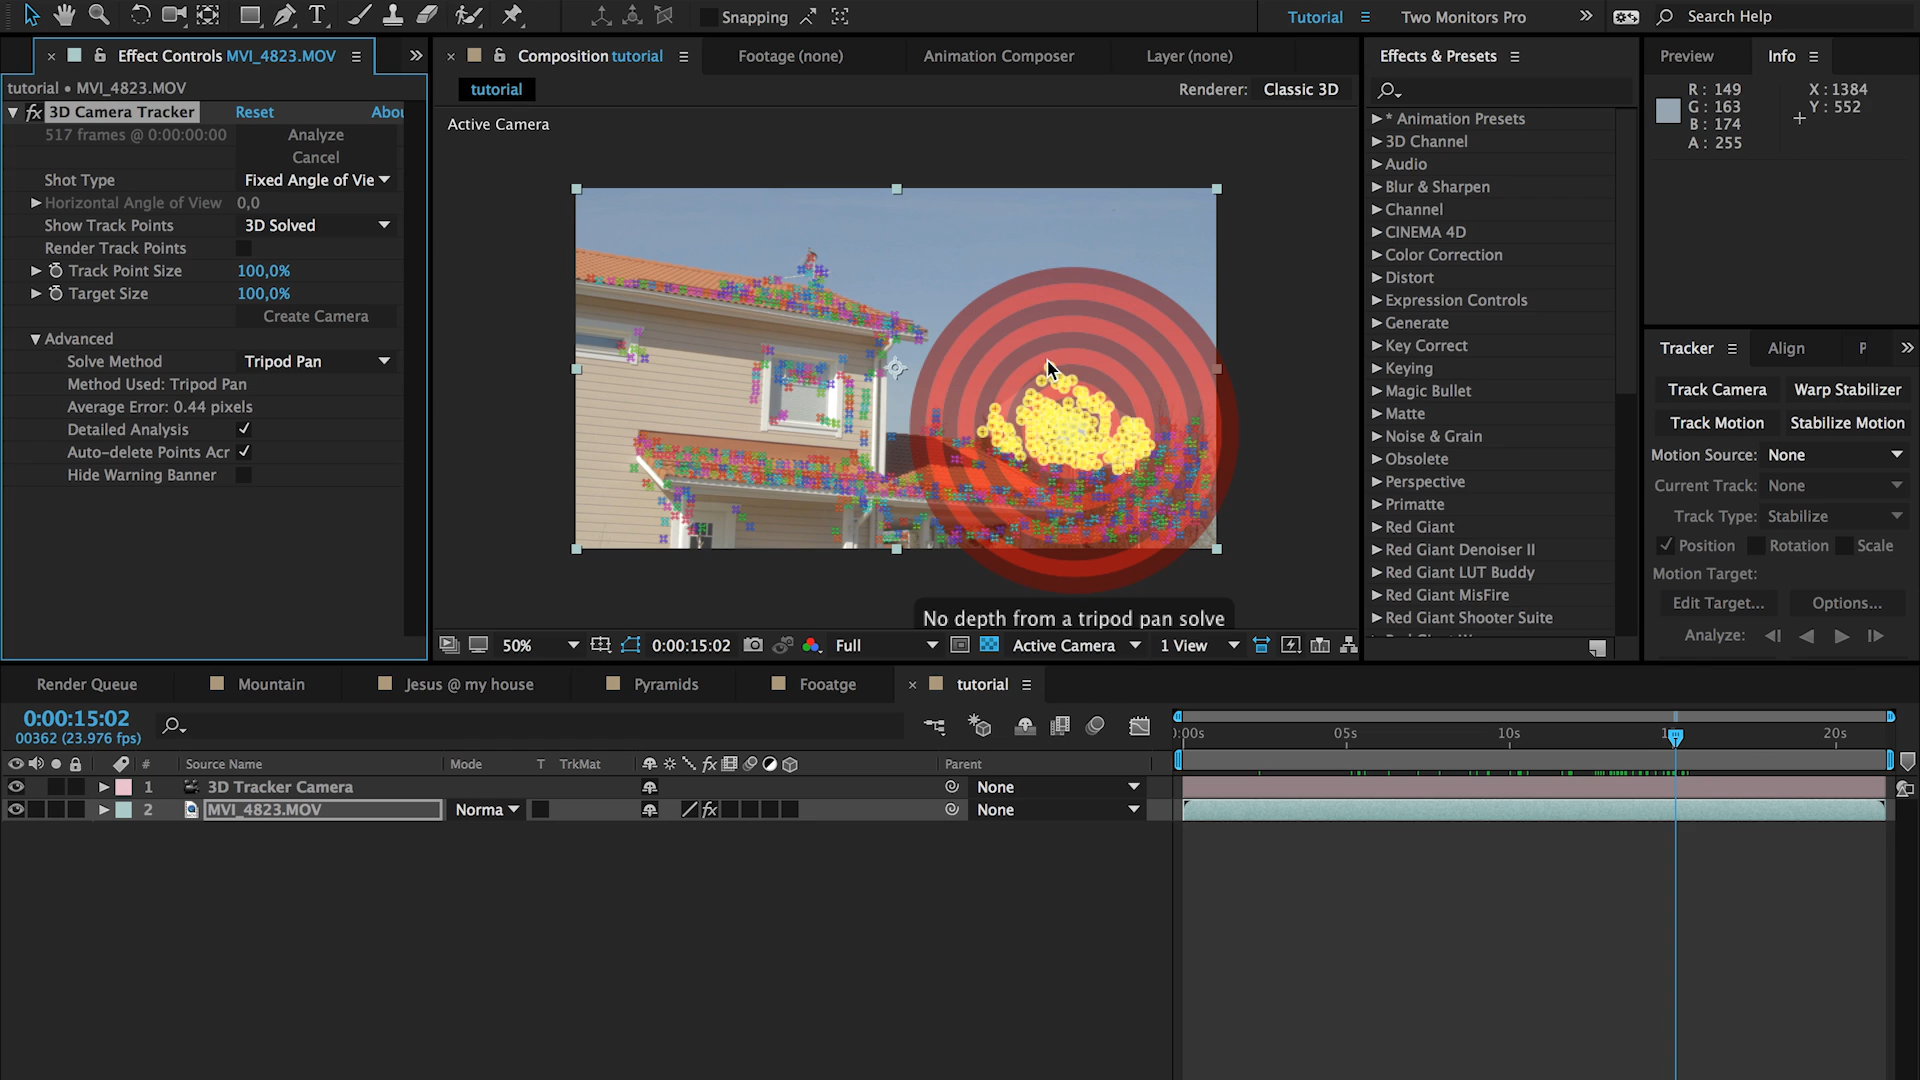 Snapping
Tutorial
Two Monitors Pro
Search Help
Effect Controls MVI_4823.MOV
tutorial • MVI_4823.MOV
fx 3D Camera Tracker Reset Abou
517 frames @ 0:00:00:00 Analyze
Cancel
Shot Type Fixed Angle of Vie
Horizontal Angle of View 0,0
Show Track Points 3D Solved
Render Track Points
Track Point Size 100,0%
Target Size 100,0%
Create Camera
Advanced
Solve Method Tripod Pan
Method Used: Tripod Pan
Average Error: 0.44 pixels
Detailed Analysis
Auto-delete Points Acr
Hide Warning Banner
Composition tutorial
Footage (none)
Animation Composer
Layer (none)
tutorial
Renderer: Classic 3D
Active Camera
No depth from a tripod pan solve
50% 0:00:15:02 Full Active Camera 1 View
Effects & Presets
* Animation Presets
3D Channel
Audio
Blur & Sharpen
Channel
CINEMA 4D
Color Correction
Distort
Expression Controls
Generate
Key Correct
Keying
Magic Bullet
Matte
Noise & Grain
Obsolete
Perspective
Primatte
Red Giant
Red Giant Denoiser II
Red Giant LUT Buddy
Red Giant MisFire
Red Giant Shooter Suite
Preview Info
R: 149 X: 1384
G: 163 Y: 552
B: 174
A: 255
Tracker Align P
Track Camera Warp Stabilizer
Track Motion Stabilize Motion
Motion Source: None
Current Track: None
Track Type: Stabilize
Position Rotation Scale
Motion Target:
Edit Target... Options...
Analyze:
Render Queue Mountain Jesus @ my house Pyramids Fooatge tutorial
0:00:15:02
00362 (23.976 fps)
):00s 05s 10s 20s
# Source Name Mode T TrkMat fx Parent
1 3D Tracker Camera None
2 MVI_4823.MOV Norma fx None